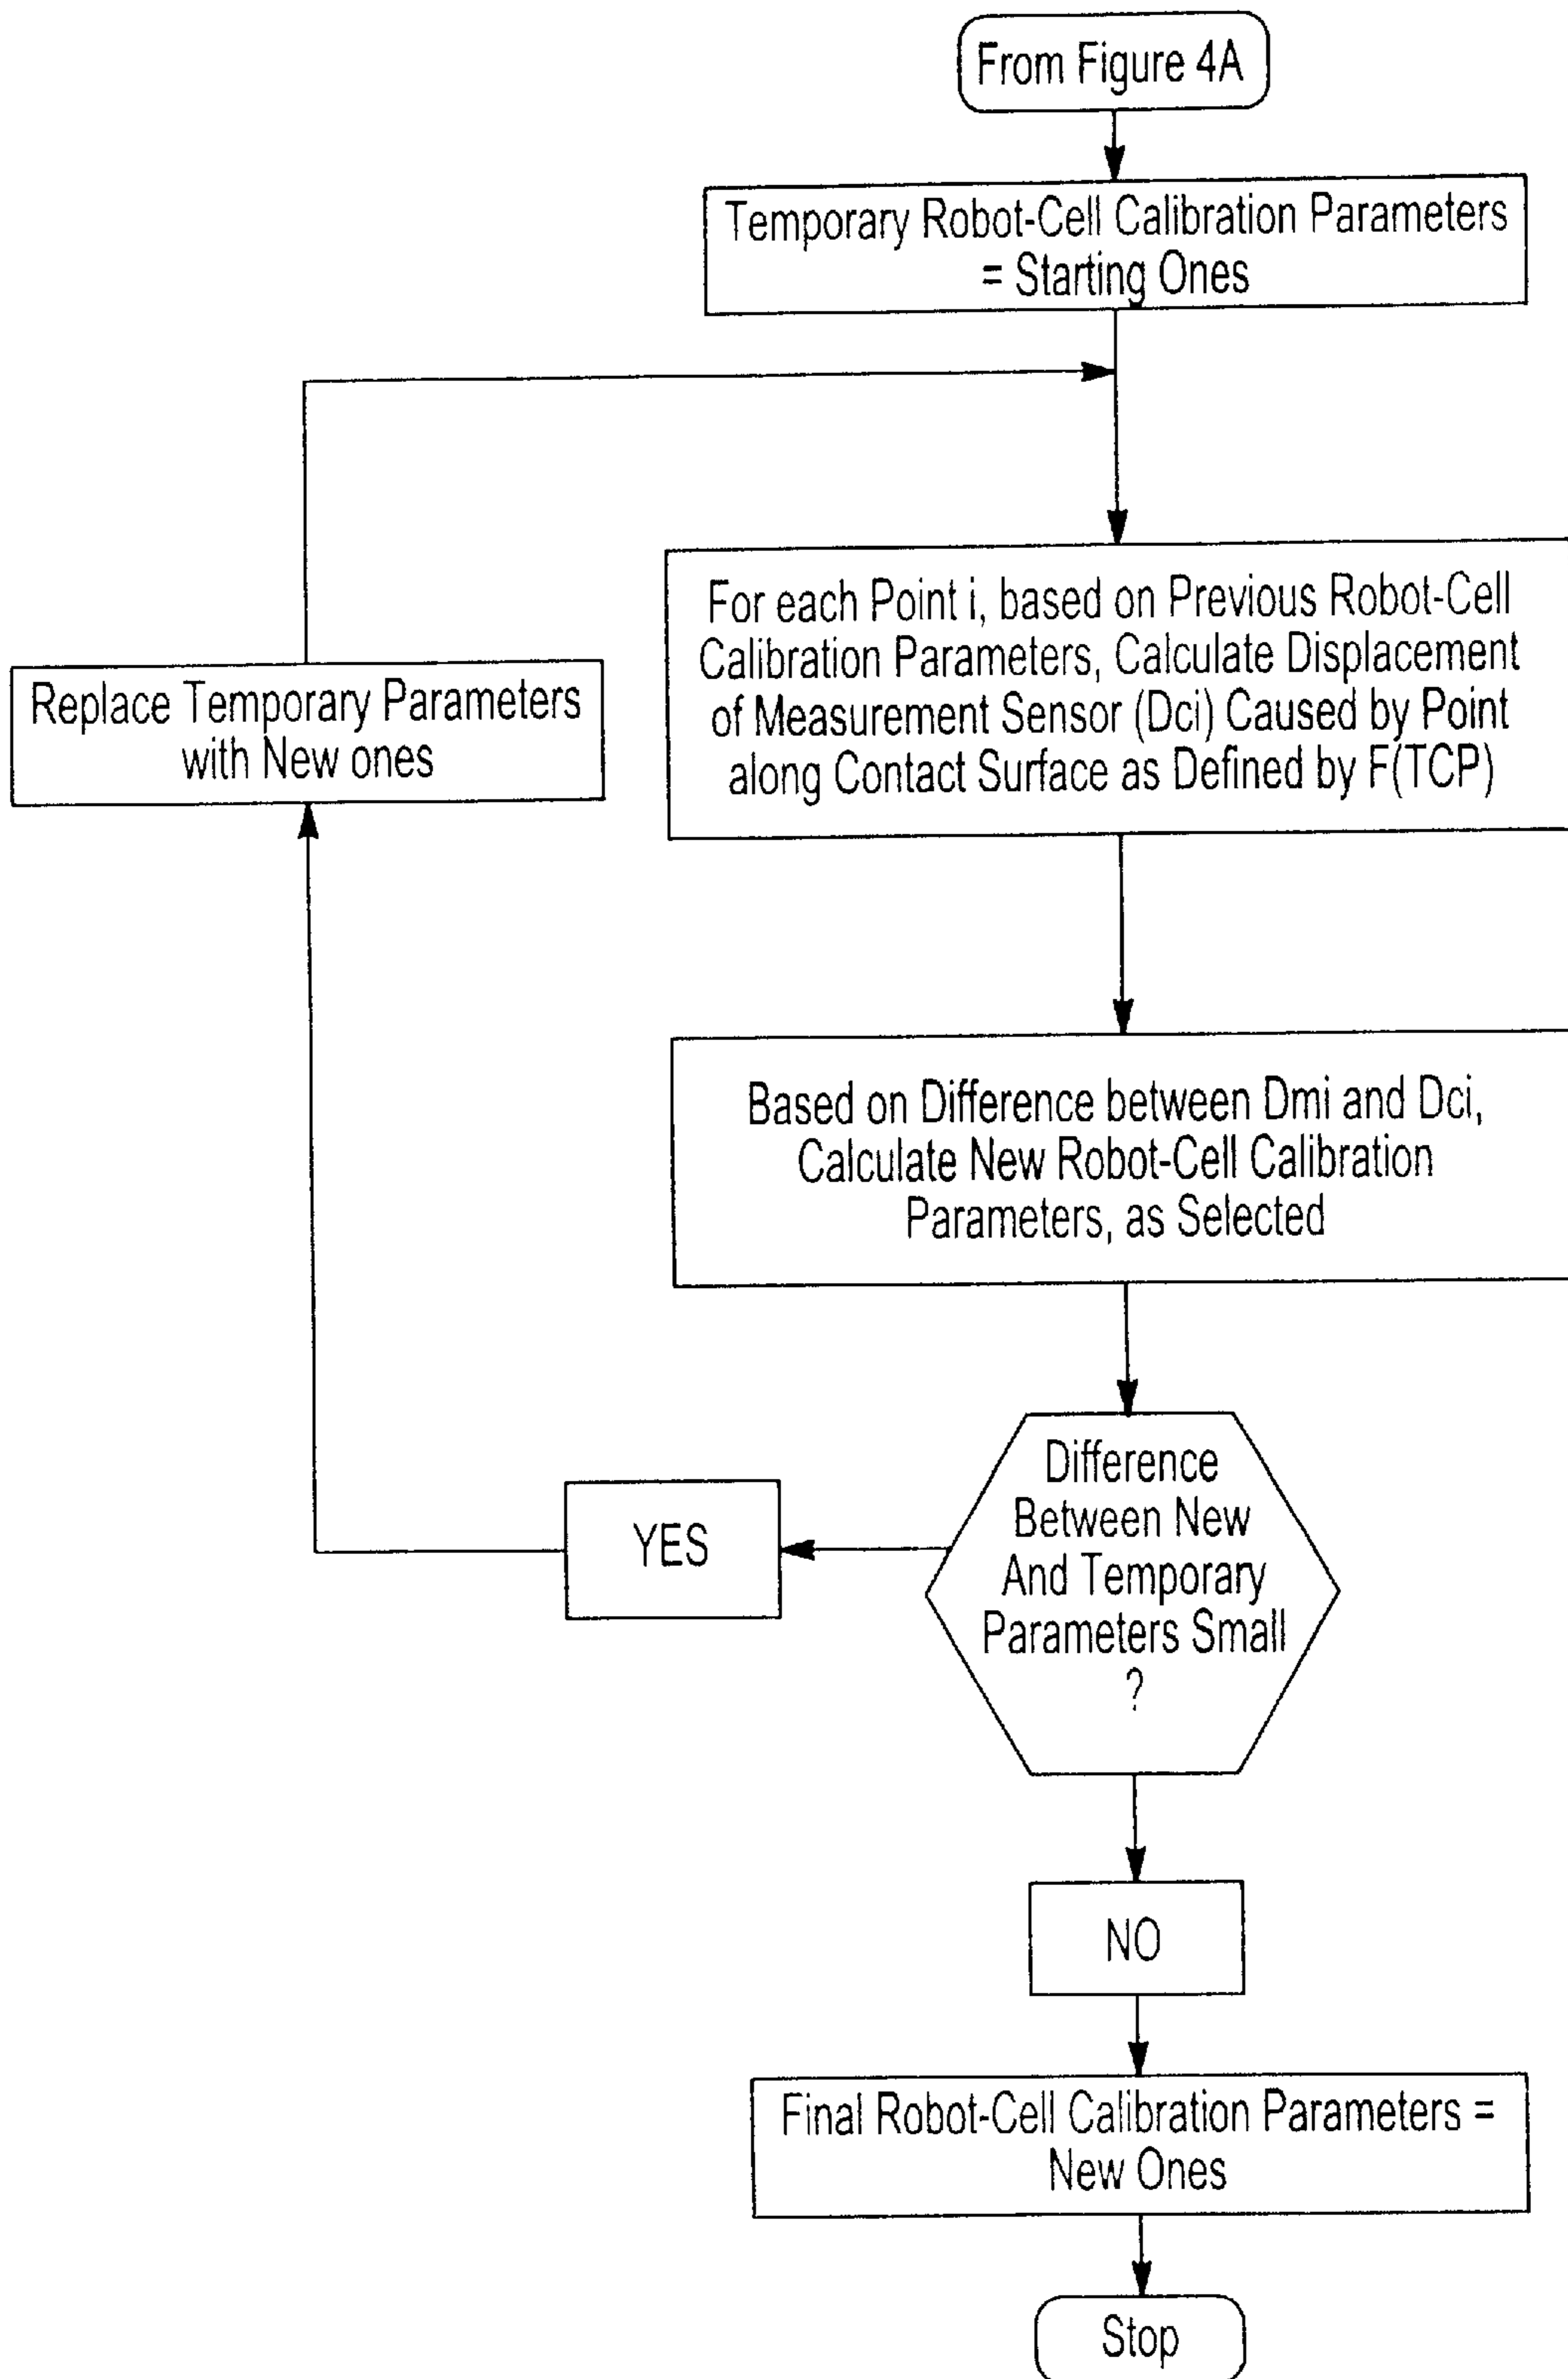 From Figure 4A
Temporary Robot-Cell Calibration Parameters
= Starting Ones
For each Point i, based on Previous Robot-Cell
Calibration Parameters, Calculate Displacement
of Measurement Sensor (Dci) Caused by Point
along Contact Surface as Defined by F(TCP)
Replace Temporary Parameters
with New ones
Based on Difference between Dmi and Dci,
Calculate New Robot-Cell Calibration
Parameters, as Selected
Difference
Between New
And Temporary
Parameters Small
?
YES
NO
Final Robot-Cell Calibration Parameters =
New Ones
Stop